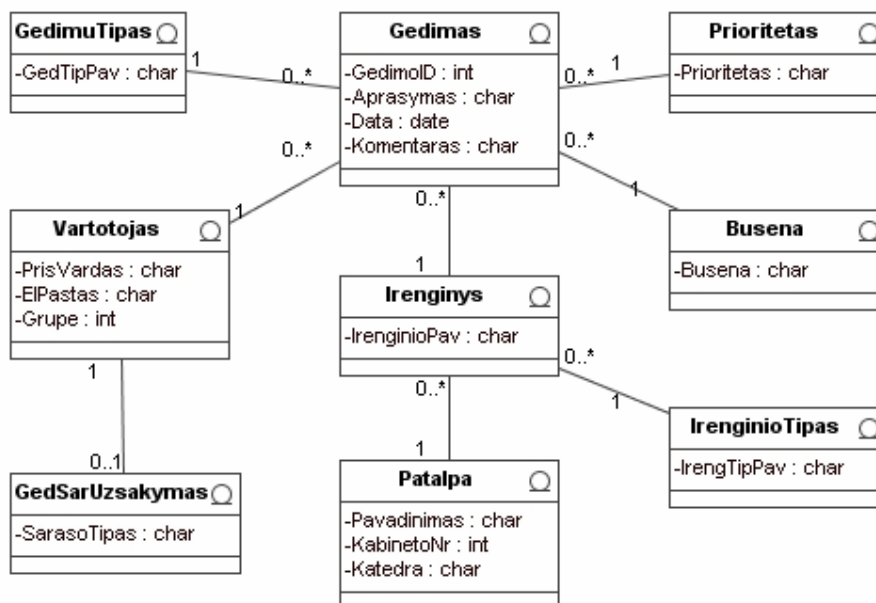 GedimuTipas
-GedTipPav : char
Gedimas
-GedimoID : int
-Aprasymas : char
-Data : date
-Komentaras : char
Prioritetas
-Prioritetas : char
1
0..*
0..*
1
0..*
1
0..*
1
Vartotojas
-PrisVardas : char
-ElPastas : char
-Grupe : int
0..*
1
Busena
-Busena : char
Irenginys
-IrenginioPav : char
1
0..1
0..*
1
0..*
1
IrenginioTipas
-IrengTipPav : char
GedSarUzsakymas
-SarasoTipas : char
Patalpa
-Pavadinimas : char
-KabinetoNr : int
-Katedra : char